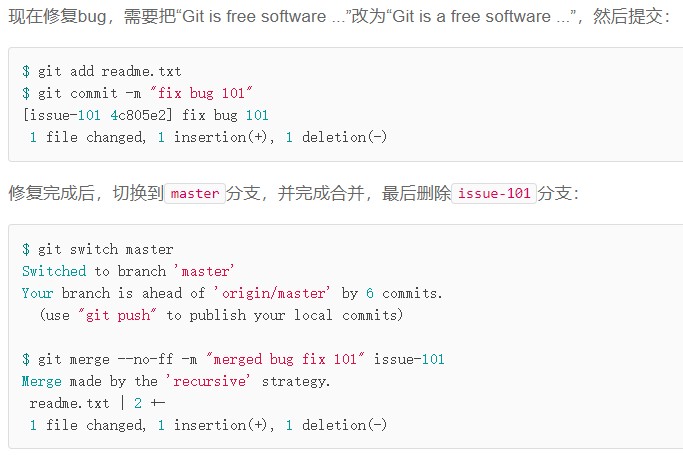 现在修复bug，需要把“Git is free software ...”改为“Git is a free software ...”，然后提交：
$ git add readme.txt
$ git commit -m "fix bug 101"
[issue-101 4c805e2] fix bug 101
 1 file changed, 1 insertion(+), 1 deletion(-)
修复完成后，切换到master分支，并完成合并，最后删除issue-101分支：
$ git switch master
Switched to branch 'master'
Your branch is ahead of 'origin/master' by 6 commits.
  (use "git push" to publish your local commits)
$ git merge --no-ff -m "merged bug fix 101" issue-101
Merge made by the 'recursive' strategy.
 readme.txt | 2 +-
 1 file changed, 1 insertion(+), 1 deletion(-)